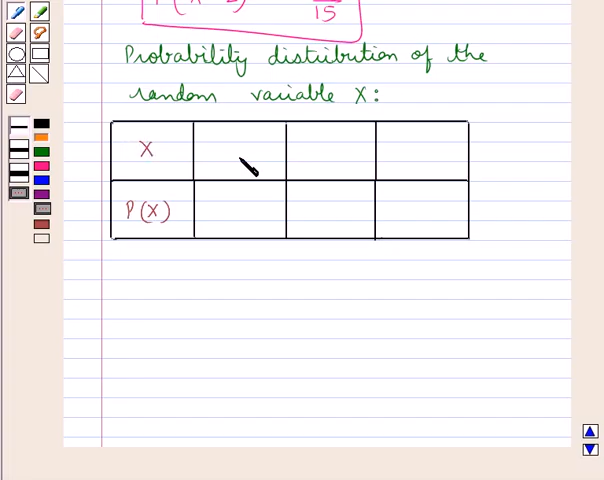 15
Probability distribution of the
random variable X:
X
P(X)